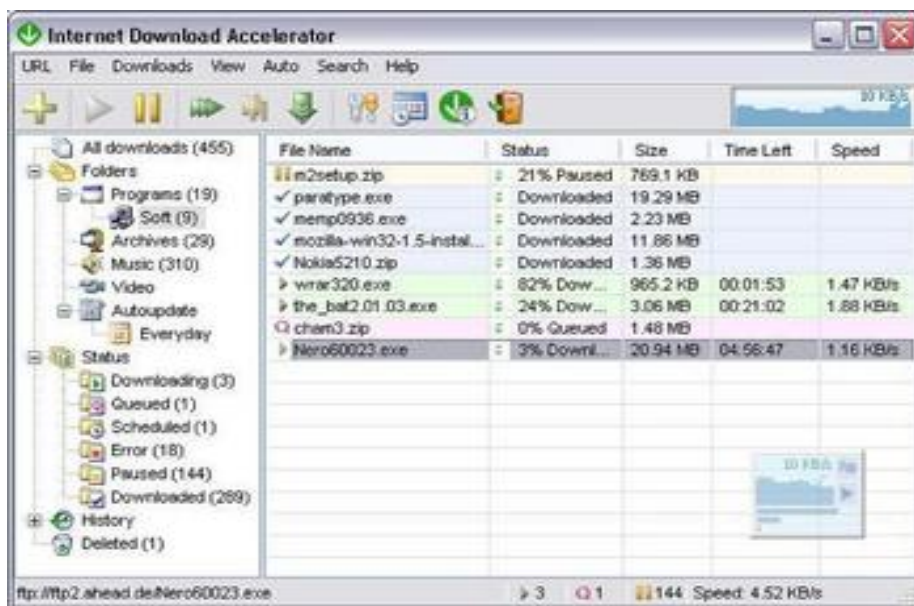 Internet Download Accelerator
URL File Downloads View Auto Search Help
10 KB/s
All downloads (455)
Folders
Programs (19)
Soft (9)
Archives (29)
Music (310)
Video
Autoupdate
Everyday
Status
Downloading (3)
Queued (1)
Scheduled (1)
Error (18)
Paused (144)
Downloaded (289)
History
Deleted (1)
File Name Status Size Time Left Speed
m2setup.zip 21% Paused 769.1 KB
paratype.exe Downloaded 19.29 MB
memp0936.exe Downloaded 2.23 MB
mozilla-win32-1.5-instal... Downloaded 11.86 MB
Nokia5210.zip Downloaded 1.36 MB
wrar320.exe 82% Dow... 965.2 KB 00:01:53 1.47 KB/s
the_bat2.01.03.exe 24% Dow... 3.06 MB 00:21:02 1.88 KB/s
cham3.zip 0% Queued 1.48 MB
Nero60023.exe 3% Downl... 20.94 MB 04:56:47 1.16 KB/s
10 KB/s
ftp://ftp2.ahead.de/Nero60023.exe 3 Q 1 144 Speed: 4.52 KB/s